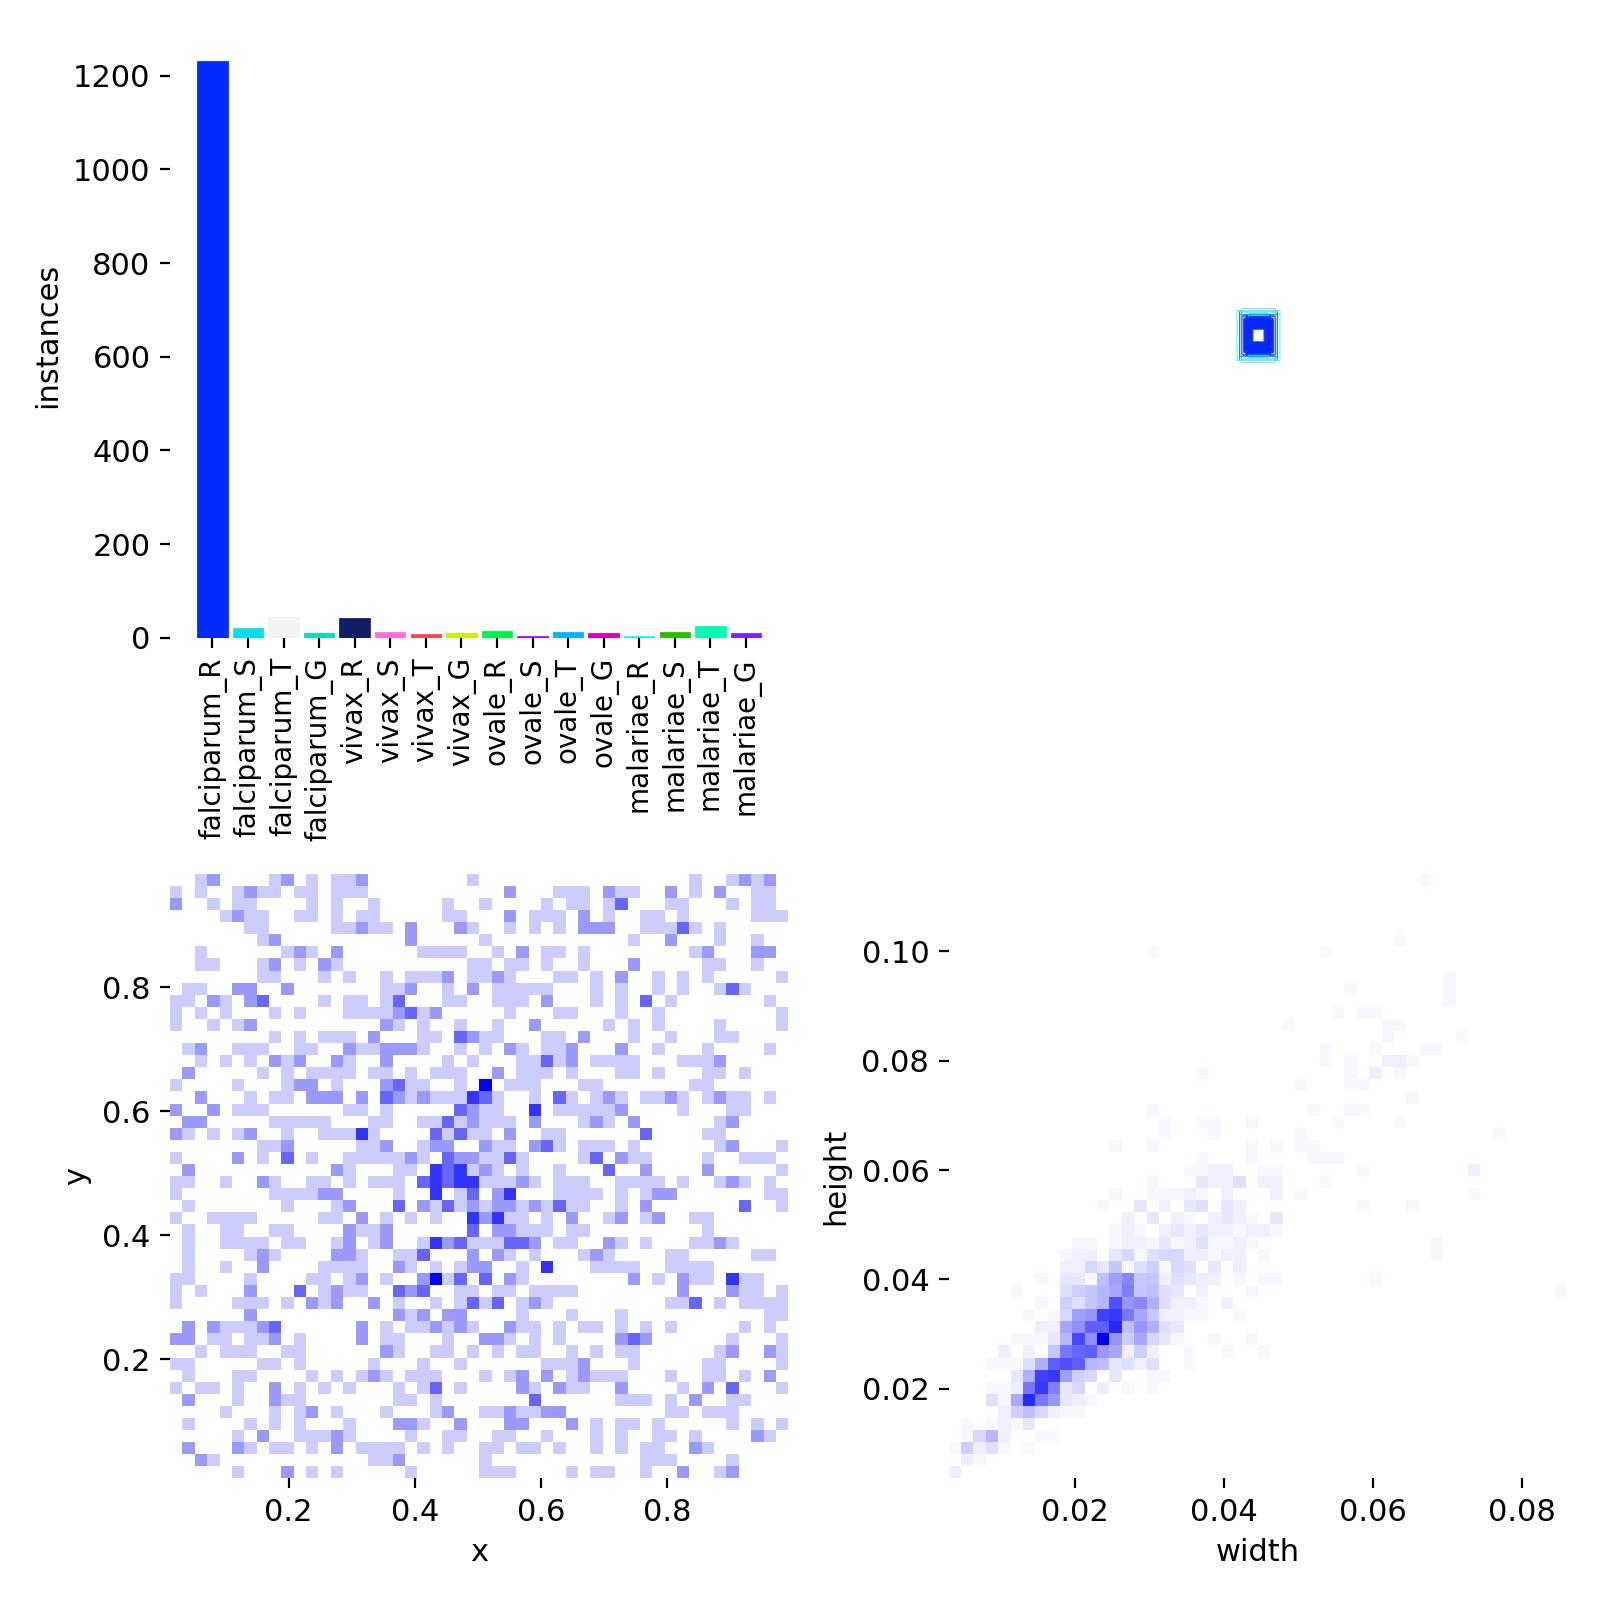 1200
1000
800
600
400
200
0
instances
falciparum_R
falciparum_S
falciparum_T
falciparum_G
vivax_R
vivax_S
vivax_T
vivax_G
ovale_R
ovale_S
ovale_T
ovale_G
malariae_R
malariae_S
malariae_T
malariae_G
0.8
0.6
0.4
0.2
y
0.2 0.4 0.6 0.8
x
0.10
0.08
0.06
0.04
0.02
height
0.02 0.04 0.06 0.08
width